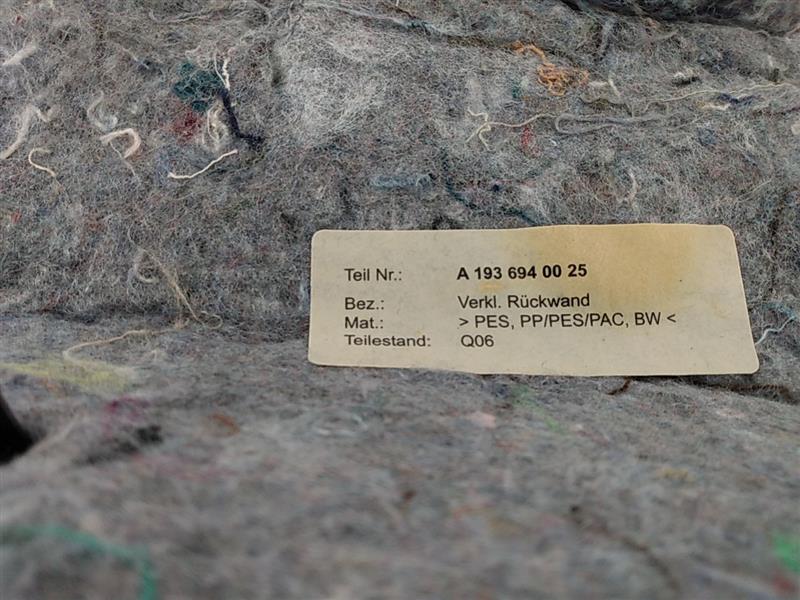 Teil Nr.: A 193 694 00 25
Bez.: Verkl. Rückwand
Mat.: > PES, PP/PES/PAC, BW <
Teilestand: Q06